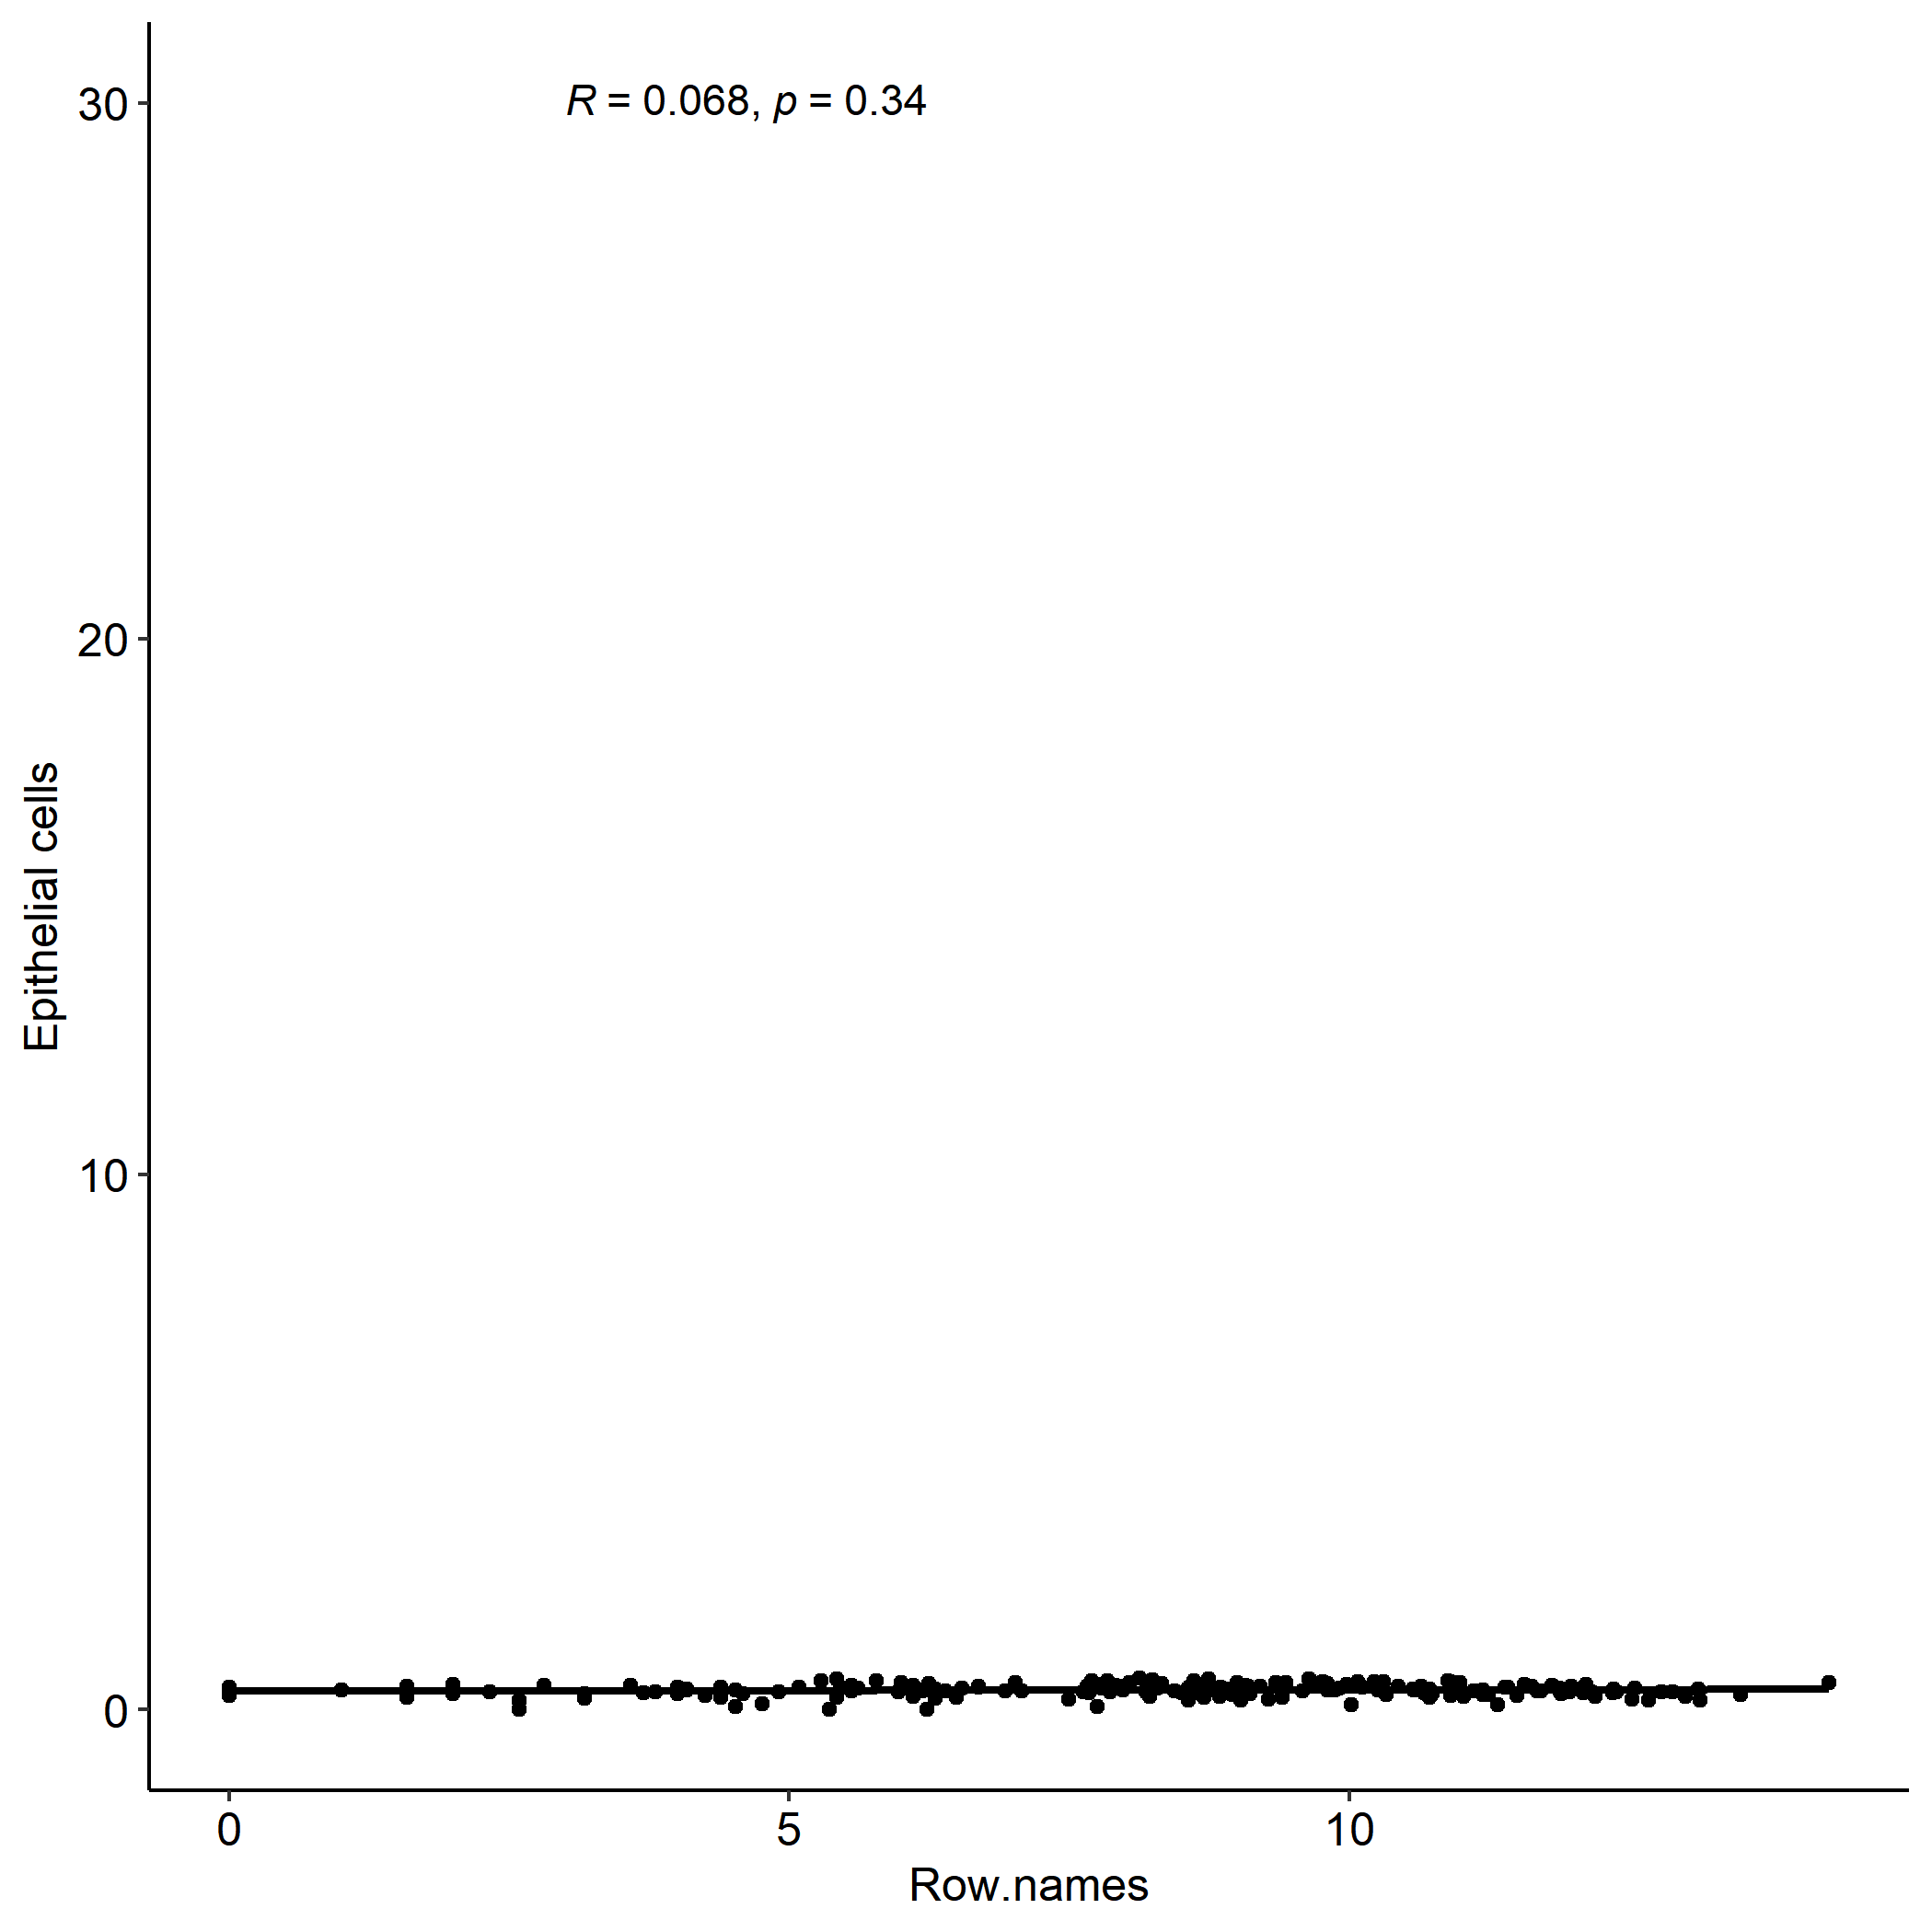 R = 0.068, p = 0.34
30
20
10
0
Epithelial cells
0 5 10
Row.names